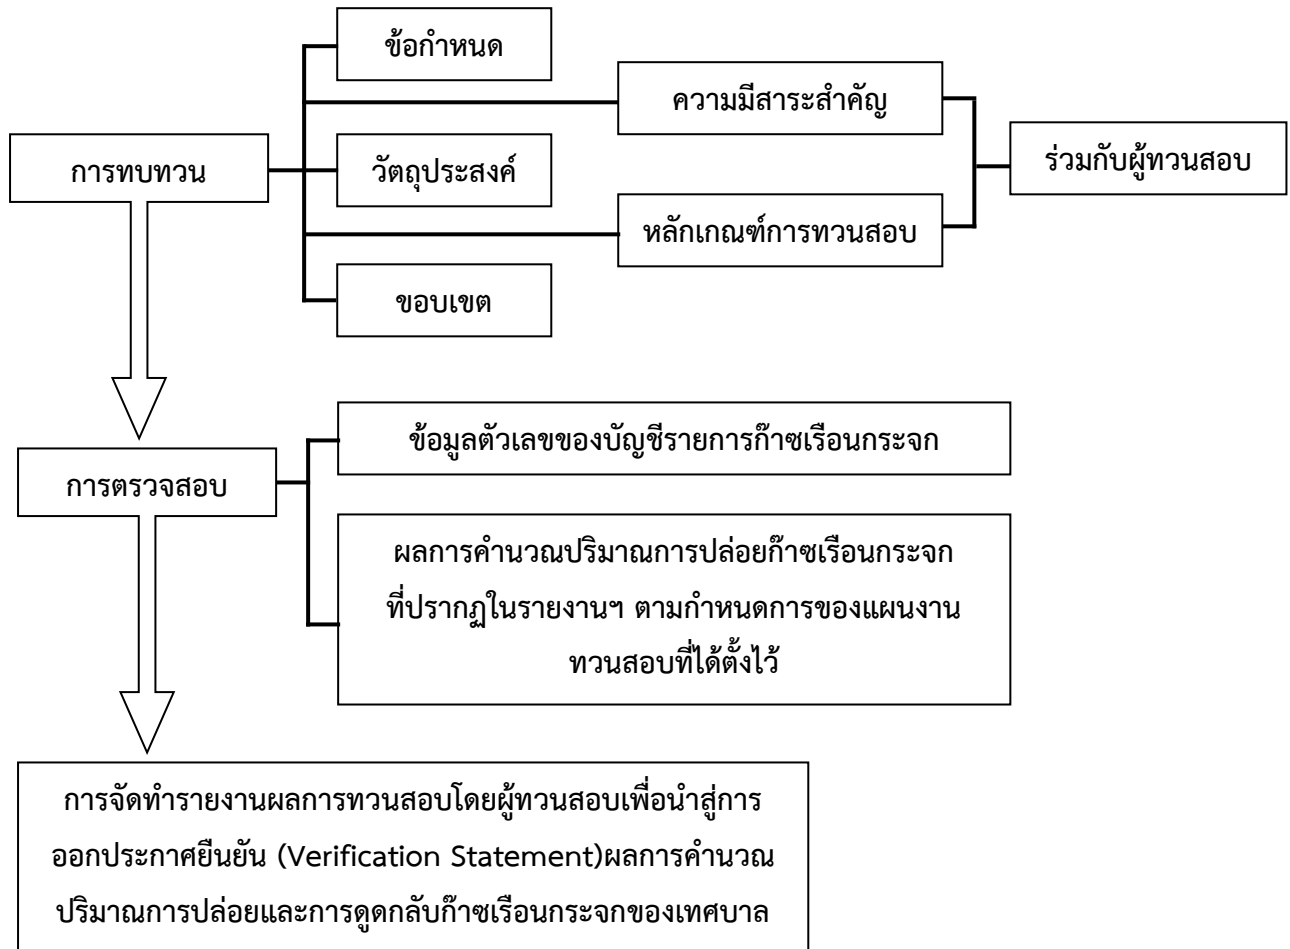 ข้อกำหนด
ความมีสาระสำคัญ
การทบทวน
วัตถุประสงค์
ร่วมกับผู้ทวนสอบ
หลักเกณฑ์การทวนสอบ
ขอบเขต
ข้อมูลตัวเลขของบัญชีรายการก๊าซเรือนกระจก
การตรวจสอบ
ผลการคำนวณปริมาณการปล่อยก๊าซเรือนกระจก
ที่ปรากฏในรายงานฯ ตามกำหนดการของแผนงาน
ทวนสอบที่ได้ตั้งไว้
การจัดทำรายงานผลการทวนสอบโดยผู้ทวนสอบเพื่อนำสู่การ
ออกประกาศยืนยัน (Verification Statement)ผลการคำนวณ
ปริมาณการปล่อยและการดูดกลับก๊าซเรือนกระจกของเทศบาล